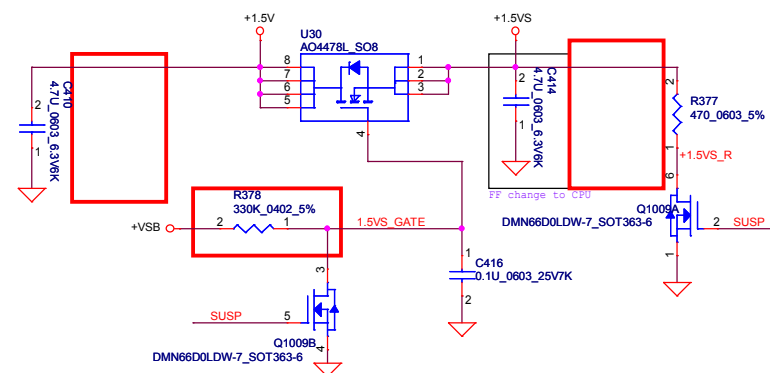 +1.5V
U30
AO4478L_SO8
+1.5VS
8
7
6
5
1
2
3
4
C410
4.7U_0603_6.3V6K
2
1
C414
4.7U_0603_6.3V6K
2
1
2
R377
470_0603_5%
1
+1.5VS_R
FF change to CPU
6
Q1009A
DMN66D0LDW-7_SOT363-6
2
SUSP
1
R378
330K_0402_5%
+VSB
2
1
1.5VS_GATE
1
C416
0.1U_0603_25V7K
2
3
SUSP
5
Q1009B
4
DMN66D0LDW-7_SOT363-6